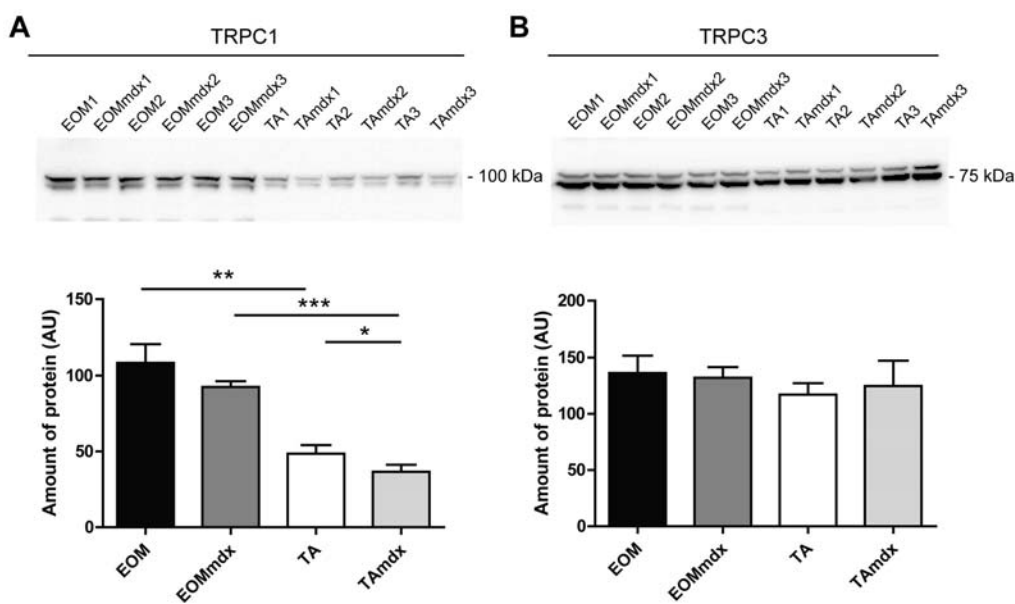 A
TRPC1
EOM1 EOMmdx1 EOM2 EOMmdx2 EOM3 EOMmdx3 TA1 TAmdx1 TA2 TAmdx2 TA3 TAmdx3
- 100 kDa
**
***
*
Amount of protein (AU)
150
100
50
0
EOM EOMmdx TA TAmdx
B
TRPC3
EOM1 EOMmdx1 EOM2 EOMmdx2 EOM3 EOMmdx3 TA1 TAmdx1 TA2 TAmdx2 TA3 TAmdx3
- 75 kDa
Amount of protein (AU)
200
150
100
50
0
EOM EOMmdx TA TAmdx